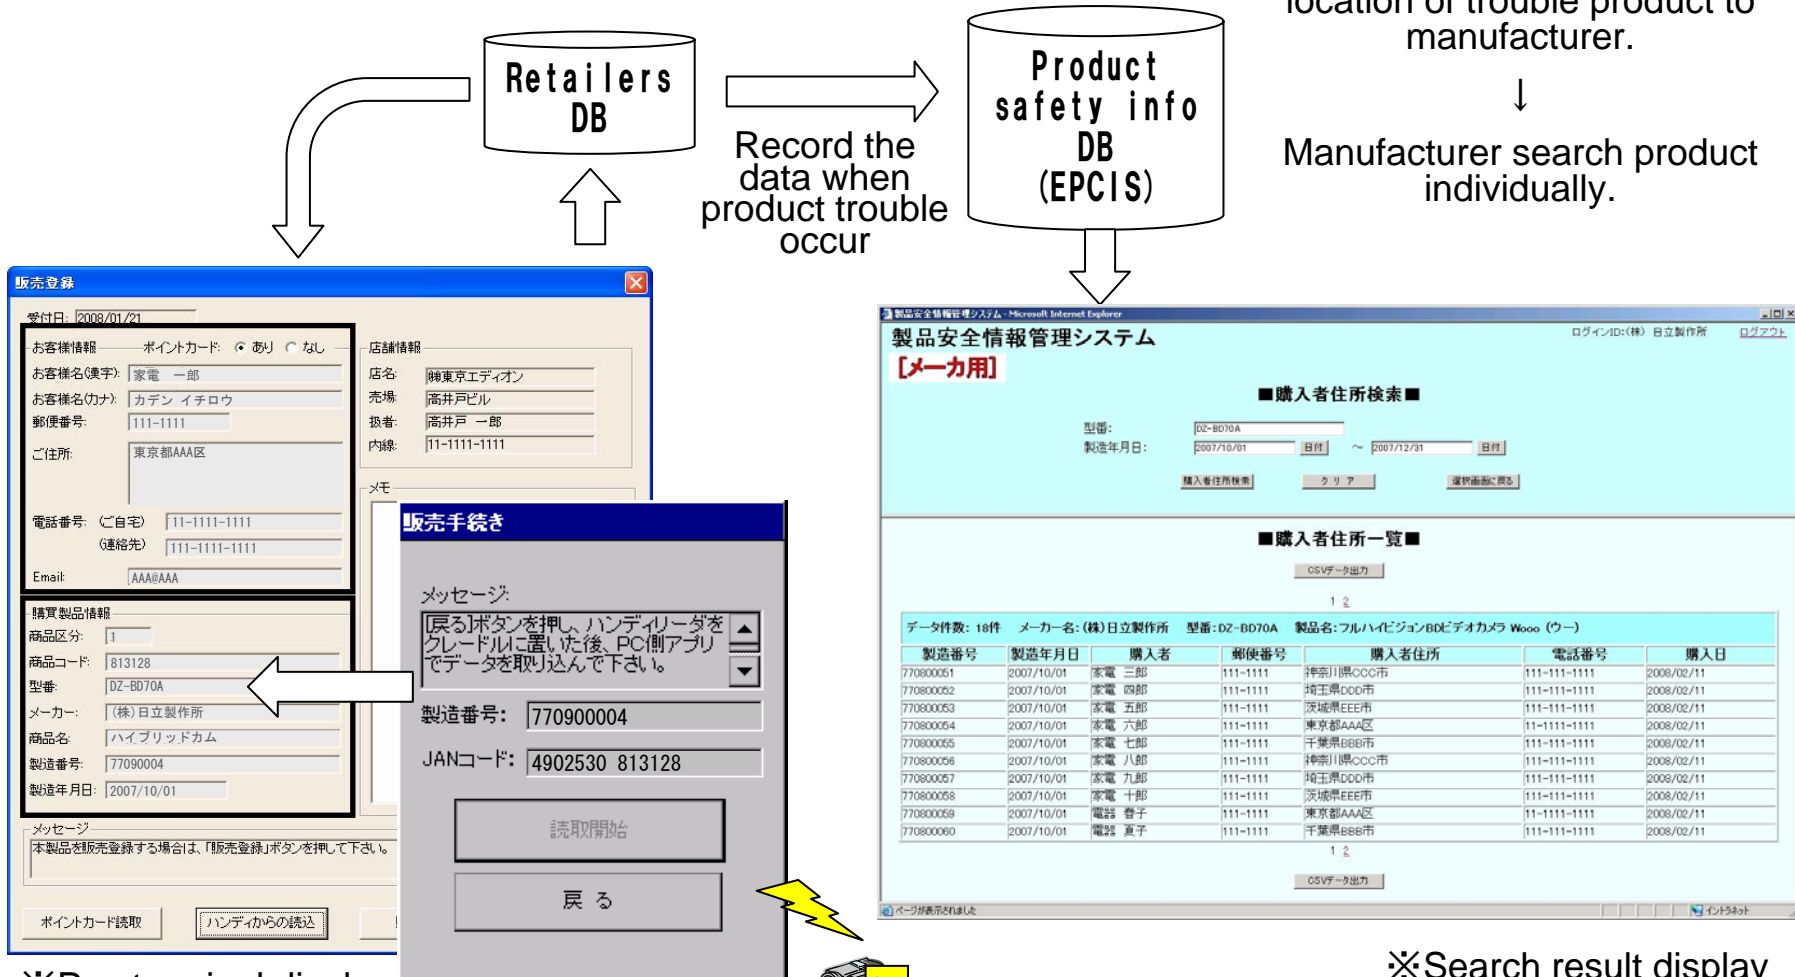 location of trouble product to
manufacturer.
↓
Manufacturer search product
individually.
Retailers
DB
Record the
data when
product trouble
occur
Product
safety info
DB
(EPCIS)
販売登録
受付日: 2008/01/21
お客様情報 ポイントカード: あり なし
お客様名(漢字): 家電 一郎
お客様名(カナ): カデン イチロウ
郵便番号: 111-1111
ご住所: 東京都AAA区
電話番号: (ご自宅) 11-1111-1111
(連絡先) 111-1111-1111
Email: AAA@AAA
店舗情報
店名: ㈱東京エディオン
売場: 高井戸ビル
扱者: 高井戸 一郎
内線: 11-1111-1111
メモ
購買製品情報
商品区分: 1
商品コード: 813128
型番: DZ-BD70A
メーカー: (株)日立製作所
商品名: ハイブリッドカム
製造番号: 77090004
製造年月日: 2007/10/01
メッセージ
本製品を販売登録する場合は、「販売登録」ボタンを押して下さい。
ポイントカード読取 ハンディからの読込
販売手続き
メッセージ:
[戻る]ボタンを押し、ハンディリーダを
クレードルに置いた後、PC側アプリ
でデータを取り込んで下さい。
製造番号: 770900004
JANコード: 4902530 813128
読取開始
戻 る
製品安全情報管理システム - Microsoft Internet Explorer
製品安全情報管理システム
ログインID:(株) 日立製作所 ログアウト
[メーカ用]
■購入者住所検索■
型番: DZ-BD70A
製造年月日: 2007/10/01 日付 ～ 2007/12/31 日付
購入者住所検索 クリア 選択画面に戻る
■購入者住所一覧■
CSVデータ出力
1 2
データ件数: 18件 メーカー名:(株)日立製作所 型番:DZ-BD70A 製品名:フルハイビジョンBDビデオカメラ Wooo (ウー)
製造番号 製造年月日 購入者 郵便番号 購入者住所 電話番号 購入日
770800051 2007/10/01 家電 三郎 111-1111 神奈川県CCC市 111-111-1111 2008/02/11
770800052 2007/10/01 家電 四郎 111-1111 埼玉県DDD市 111-111-1111 2008/02/11
770800053 2007/10/01 家電 五郎 111-1111 茨城県EEE市 111-111-1111 2008/02/11
770800054 2007/10/01 家電 六郎 111-1111 東京都AAA区 11-1111-1111 2008/02/11
770800055 2007/10/01 家電 七郎 111-1111 千葉県BBB市 111-111-1111 2008/02/11
770800056 2007/10/01 家電 八郎 111-1111 神奈川県CCC市 111-111-1111 2008/02/11
770800057 2007/10/01 家電 九郎 111-1111 埼玉県DDD市 111-111-1111 2008/02/11
770800058 2007/10/01 家電 十郎 111-1111 茨城県EEE市 111-111-1111 2008/02/11
770800059 2007/10/01 電器 春子 111-1111 東京都AAA区 11-1111-1111 2008/02/11
770800060 2007/10/01 電器 夏子 111-1111 千葉県BBB市 111-111-1111 2008/02/11
1 2
CSVデータ出力
ページが表示されました イントラネット
※Search result display